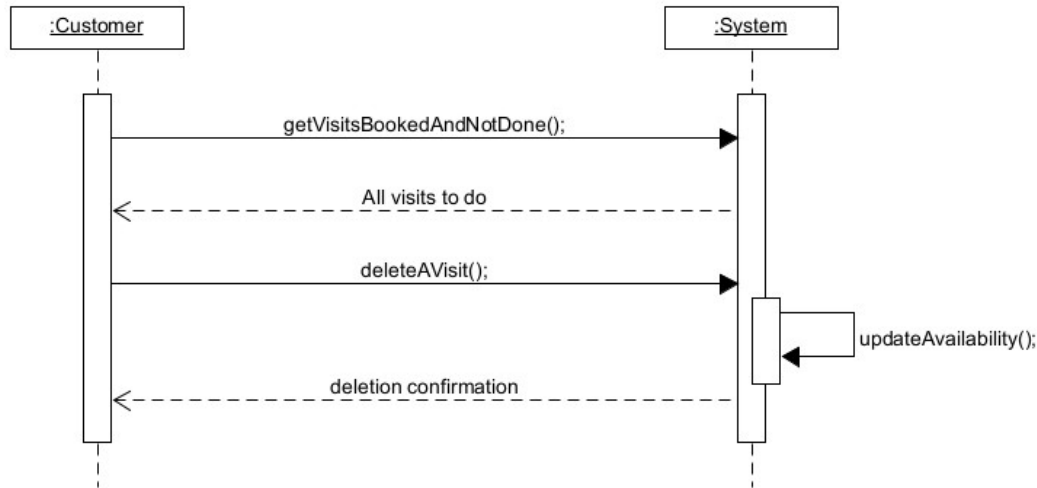 :Customer
:System
getVisitsBookedAndNotDone();
All visits to do
deleteAVisit();
updateAvailability();
deletion confirmation